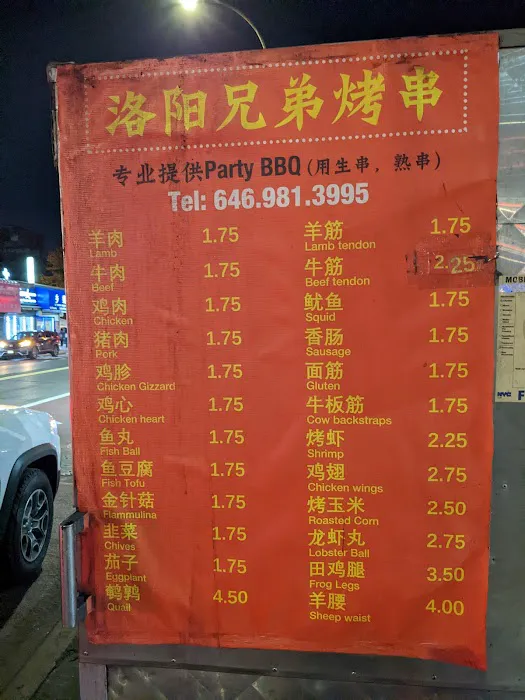 洛阳兄弟烤串
专业提供Party BBQ (用生串，熟串)
Tel: 646.981.3995
羊肉 1.75
Lamb
牛肉 1.75
Beef
鸡肉 1.75
Chicken
猪肉 1.75
Pork
鸡胗 1.75
Chicken Gizzard
鸡心 1.75
Chicken heart
鱼丸 1.75
Fish Ball
鱼豆腐 1.75
Fish Tofu
金针菇 1.75
Flammulina
韭菜 1.75
Chives
茄子 1.75
Eggplant
鹌鹑 4.50
Quail
羊筋 1.75
Lamb tendon
牛筋 2.25
Beef tendon
鱿鱼 1.75
Squid
香肠 1.75
Sausage
面筋 1.75
Gluten
牛板筋 1.75
Cow backstraps
烤虾 2.25
Shrimp
鸡翅 2.75
Chicken wings
烤玉米 2.50
Roasted Corn
龙虾丸 2.75
Lobster Ball
田鸡腿 3.50
Frog Legs
羊腰 4.00
Sheep waist
NYC